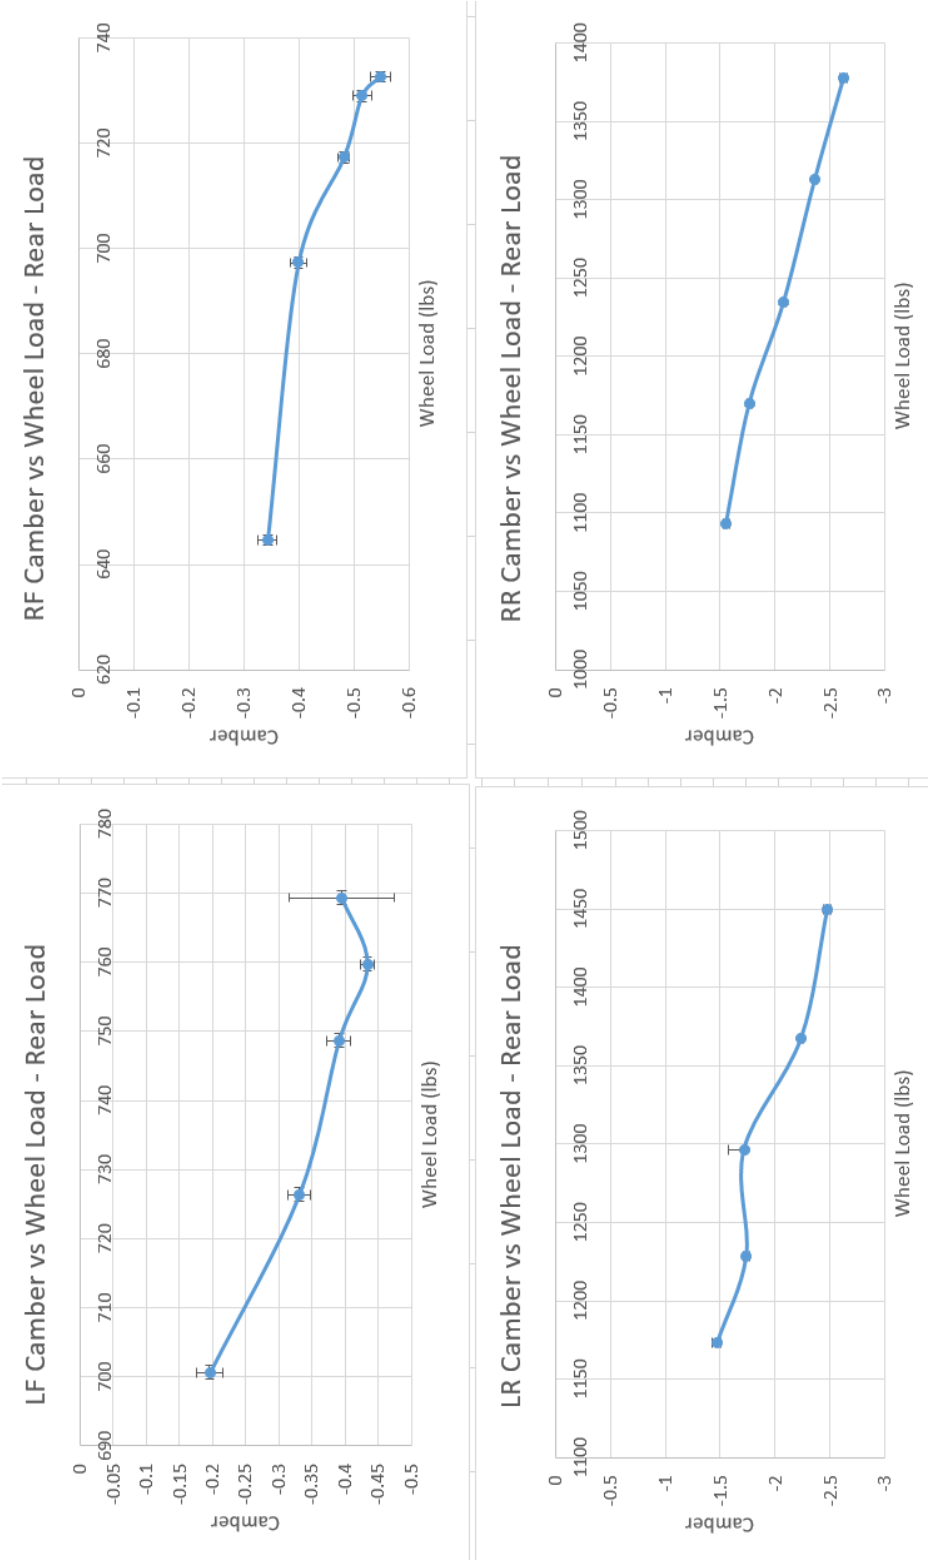 LF Camber vs Wheel Load - Rear Load
690 700 710 720 730 740 750 760 770 780
0
-0.05
-0.1
-0.15
-0.2
-0.25
-0.3
-0.35
-0.4
-0.45
-0.5
Camber
Wheel Load (lbs)
RF Camber vs Wheel Load - Rear Load
620 640 660 680 700 720 740
0
-0.1
-0.2
-0.3
-0.4
-0.5
-0.6
Camber
Wheel Load (lbs)
LR Camber vs Wheel Load - Rear Load
1100 1150 1200 1250 1300 1350 1400 1450 1500
0
-0.5
-1
-1.5
-2
-2.5
-3
Camber
Wheel Load (lbs)
RR Camber vs Wheel Load - Rear Load
1000 1050 1100 1150 1200 1250 1300 1350 1400
0
-0.5
-1
-1.5
-2
-2.5
-3
Camber
Wheel Load (lbs)